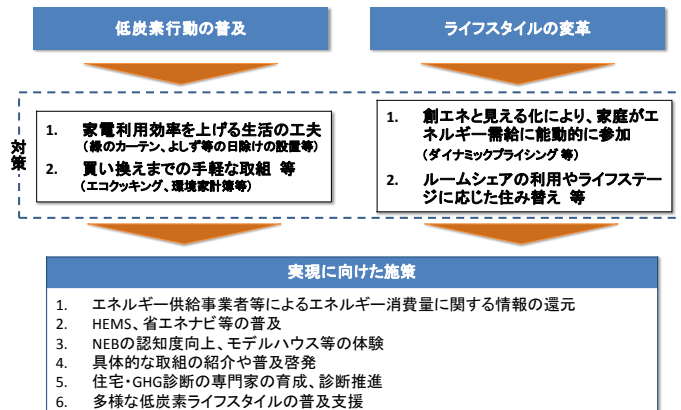 低炭素行動の普及
ライフスタイルの変革
対策
1. 家電利用効率を上げる生活の工夫
（緑のカーテン、よしず等の日除けの設置等）
2. 買い換えまでの手軽な取組 等
（エコクッキング、環境家計簿等）
1. 創エネと見える化により、家庭がエ
ネルギー需給に能動的に参加
（ダイナミックプライシング 等）
2. ルームシェアの利用やライフステー
ジに応じた住み替え 等
実現に向けた施策
1. エネルギー供給事業者等によるエネルギー消費量に関する情報の還元
2. HEMS、省エネナビ等の普及
3. NEBの認知度向上、モデルハウス等の体験
4. 具体的な取組の紹介や普及啓発
5. 住宅・GHG診断の専門家の育成、診断推進
6. 多様な低炭素ライフスタイルの普及支援